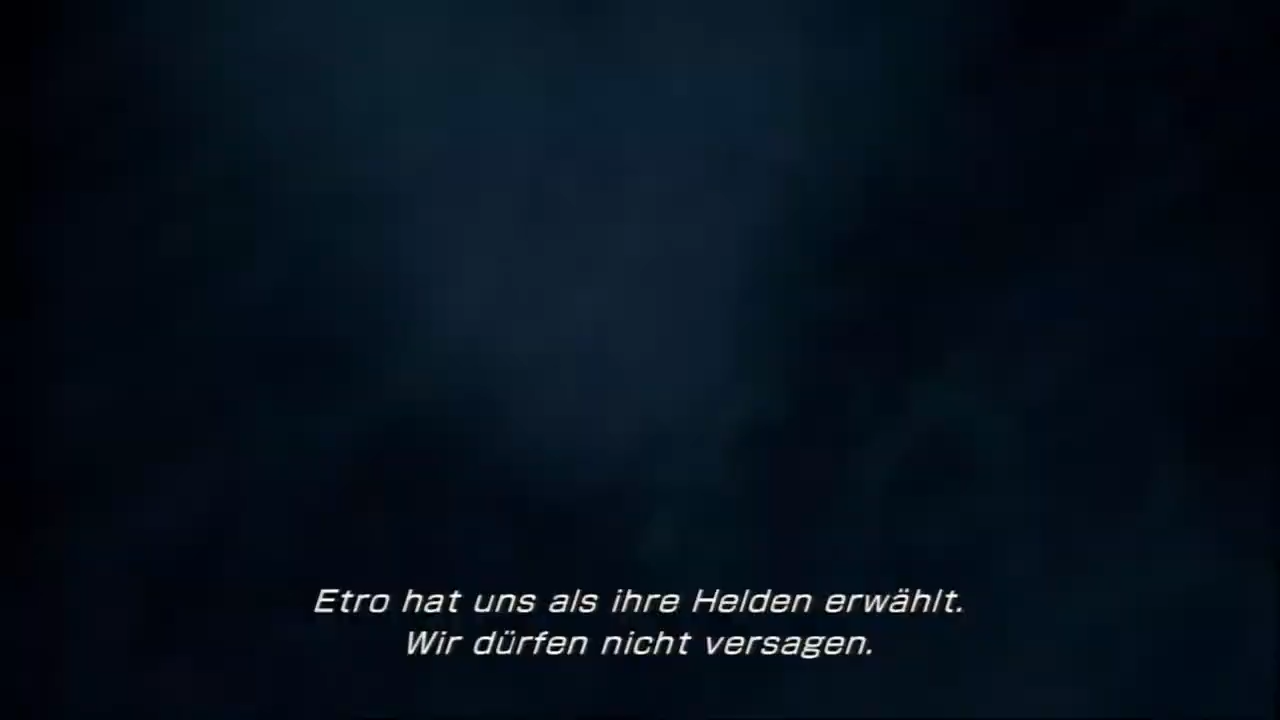 Etro hat uns als ihre Helden erwählt.
Wir dürfen nicht versagen.